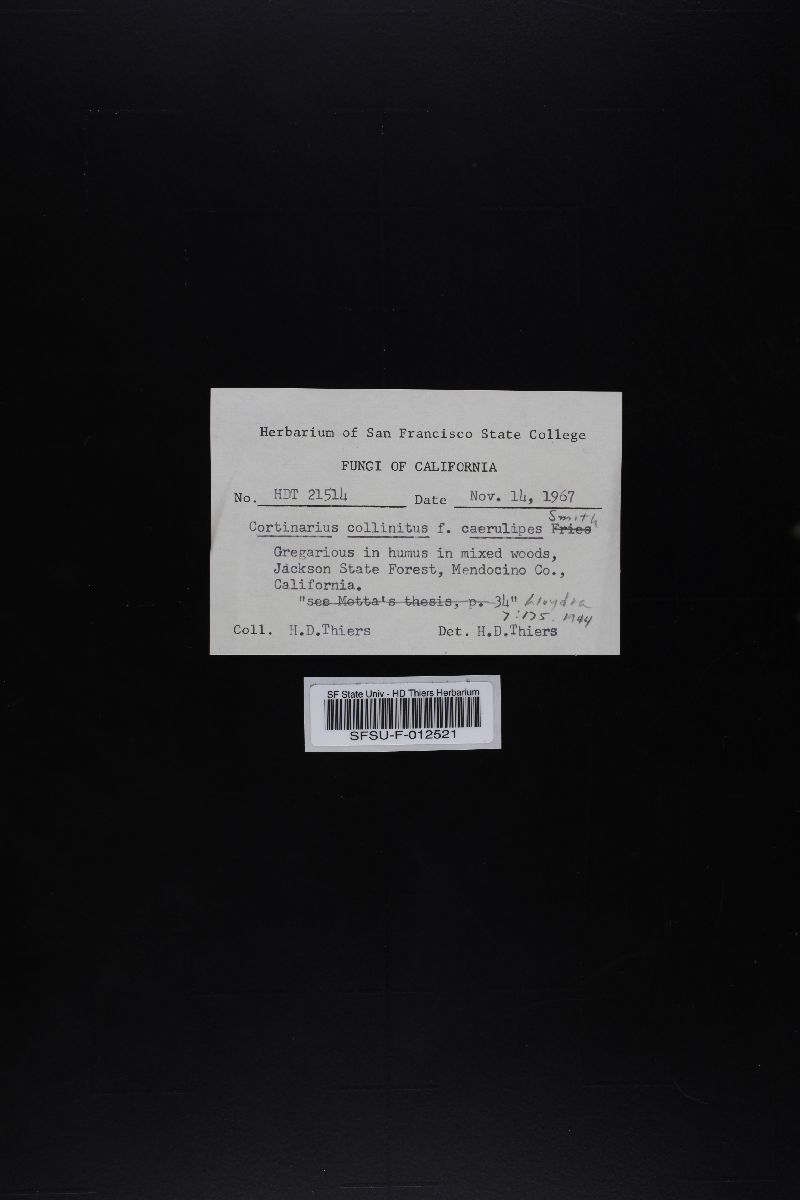 Herbarium of San Francisco State College
FUNGI OF CALIFORNIA
No. HDT 21514 Date Nov. 14, 1967
Smith
Cortinarius collinitus f. caerulipes Fries
Gregarious in humus in mixed woods,
Jackson State Forest, Mendocino Co.,
California.
"see Motta's thesis, p. 34" Lloydia
7:175. 1944
Coll. H.D.Thiers Det. H.D.Thiers
SF State Univ - HD Thiers Herbarium
SFSU-F-012521